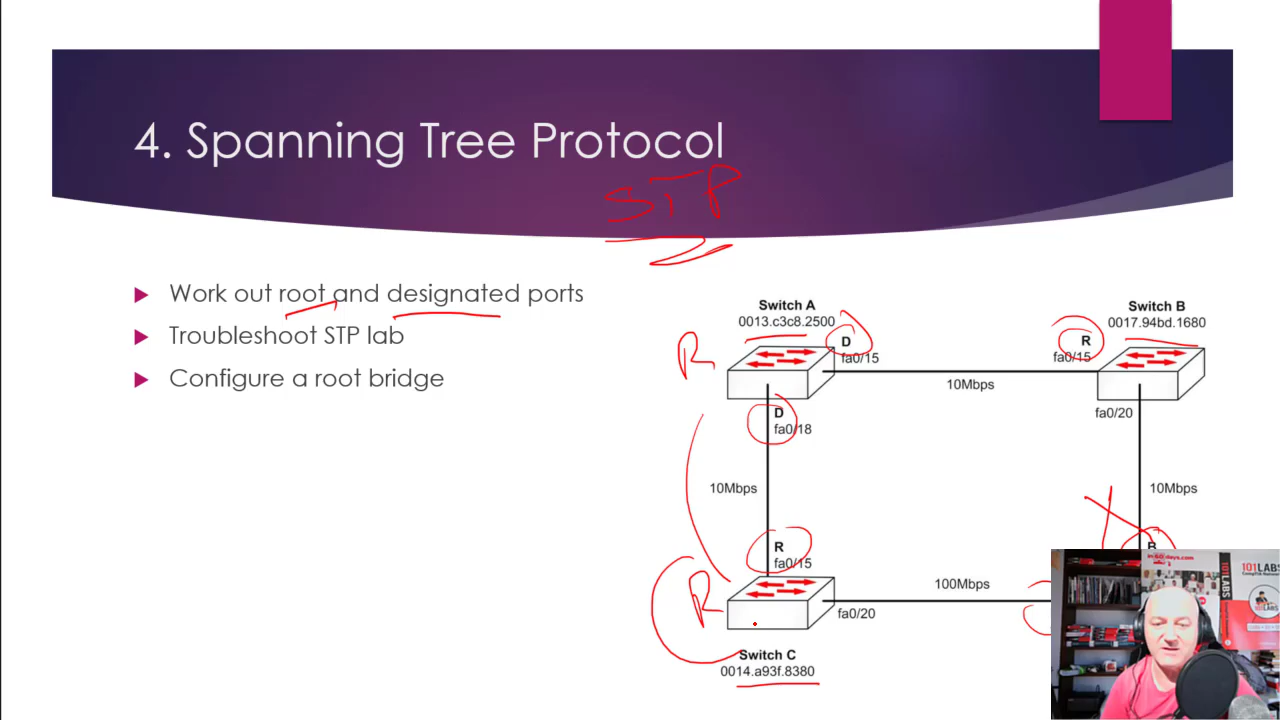 4. Spanning Tree Protocol
STP
Work out root and designated ports
Troubleshoot STP lab
Configure a root bridge
Switch A
0013.c3c8.2500
Switch B
0017.94bd.1680
R
D
fa0/15
R
fa0/15
10Mbps
D
fa0/18
fa0/20
10Mbps
10Mbps
R
fa0/15
B
R
100Mbps
fa0/20
Switch C
0014.a93f.8380
101LABS
101LABS